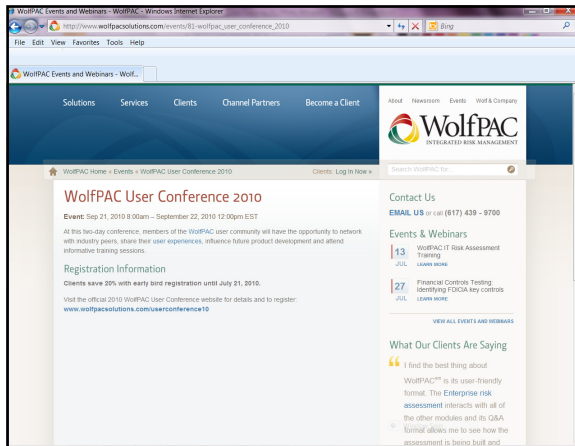 WolfPAC Events and Webinars - WolfPAC - Windows Internet Explorer
http://www.wolfpacsolutions.com/events/81-wolfpac_user_conference_2010
Bing
File Edit View Favorites Tools Help
WolfPAC Events and Webinars - Wolf...
Solutions Services Clients Channel Partners Become a Client
About Newsroom Events Wolf & Company
WolfPAC
INTEGRATED RISK MANAGEMENT
WolfPAC Home « Events « WolfPAC User Conference 2010
Clients: Log in Now »
Search WolfPAC for...
WolfPAC User Conference 2010
Event: Sep 21, 2010 8:00am – September 22, 2010 12:00pm EST
At this two-day conference, members of the WolfPAC user community will have the opportunity to network
with industry peers, share their user experiences, influence future product development and attend
informative training sessions.
Registration Information
Clients save 20% with early bird registration until July 21, 2010.
Visit the official 2010 WolfPAC User Conference website for details and to register:
www.wolfpacsolutions.com/userconference10
Contact Us
EMAIL US or call (617) 439 - 9700
Events & Webinars
13
JUL
WolfPAC IT Risk Assessment
Training
LEARN MORE
27
JUL
Financial Controls Testing:
Identifying FDICIA key controls
LEARN MORE
VIEW ALL EVENTS AND WEBINARS
What Our Clients Are Saying
“ I find the best thing about
WolfPAC is its user-friendly
format. The Enterprise risk
assessment interacts with all of
the other modules and its Q&A
format allows me to see how the
assessment is being built and